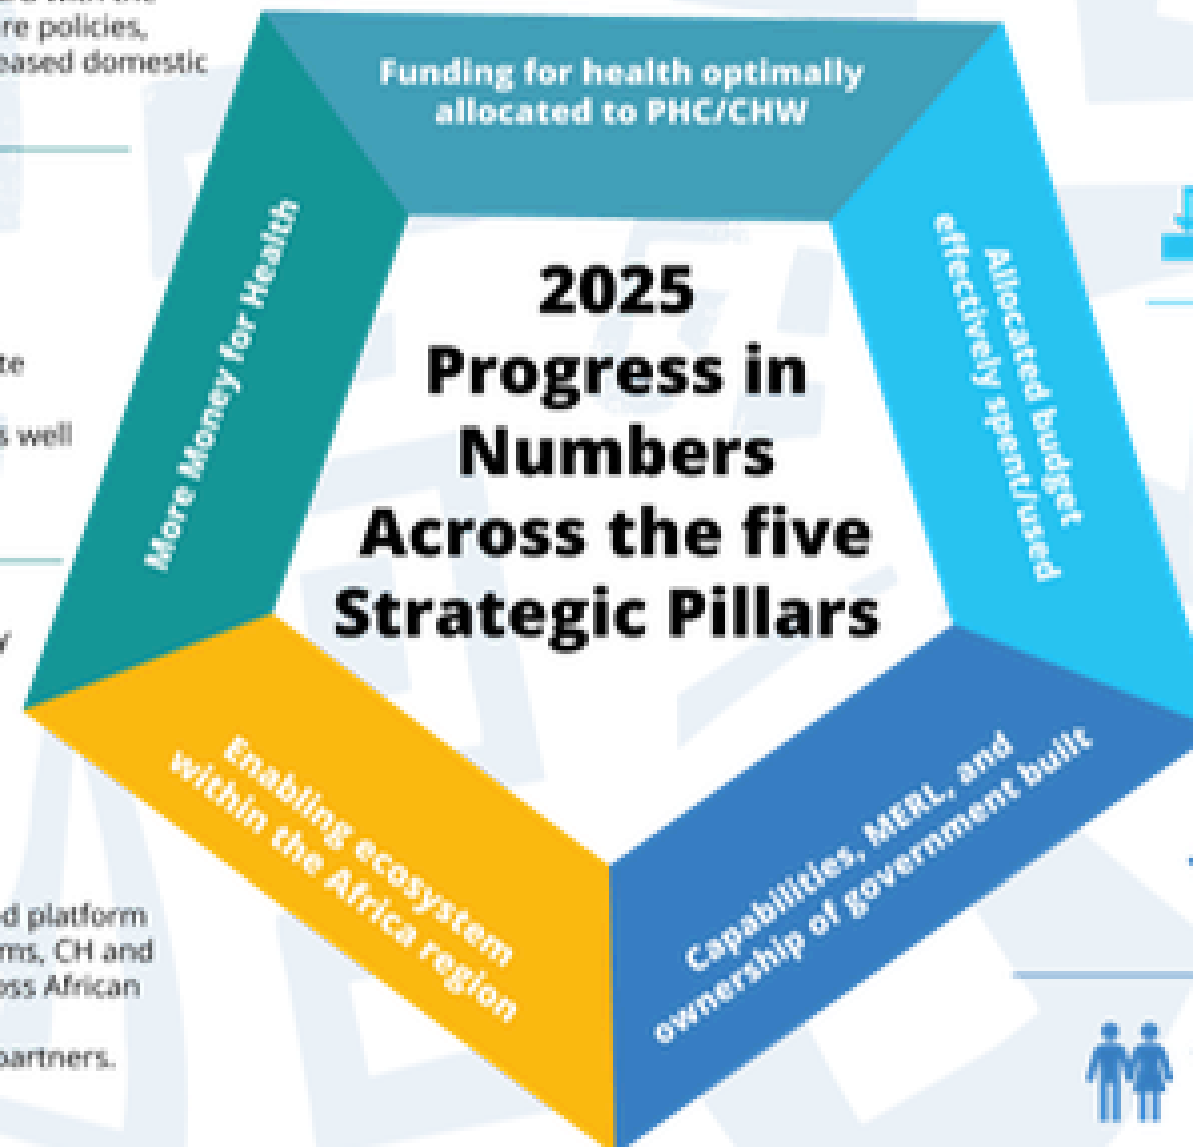 re policies,
eased domestic
Funding for health optimally
allocated to PHC/CHW
More Money for Health
Allocated budget
effectively spent/used
2025
Progress in
Numbers
Across the five
Strategic Pillars
s well
Enabling ecosystem
within the Africa region
Capabilities, MERL, and
ownership of government built
d platform
ms, CH and
oss African
partners.